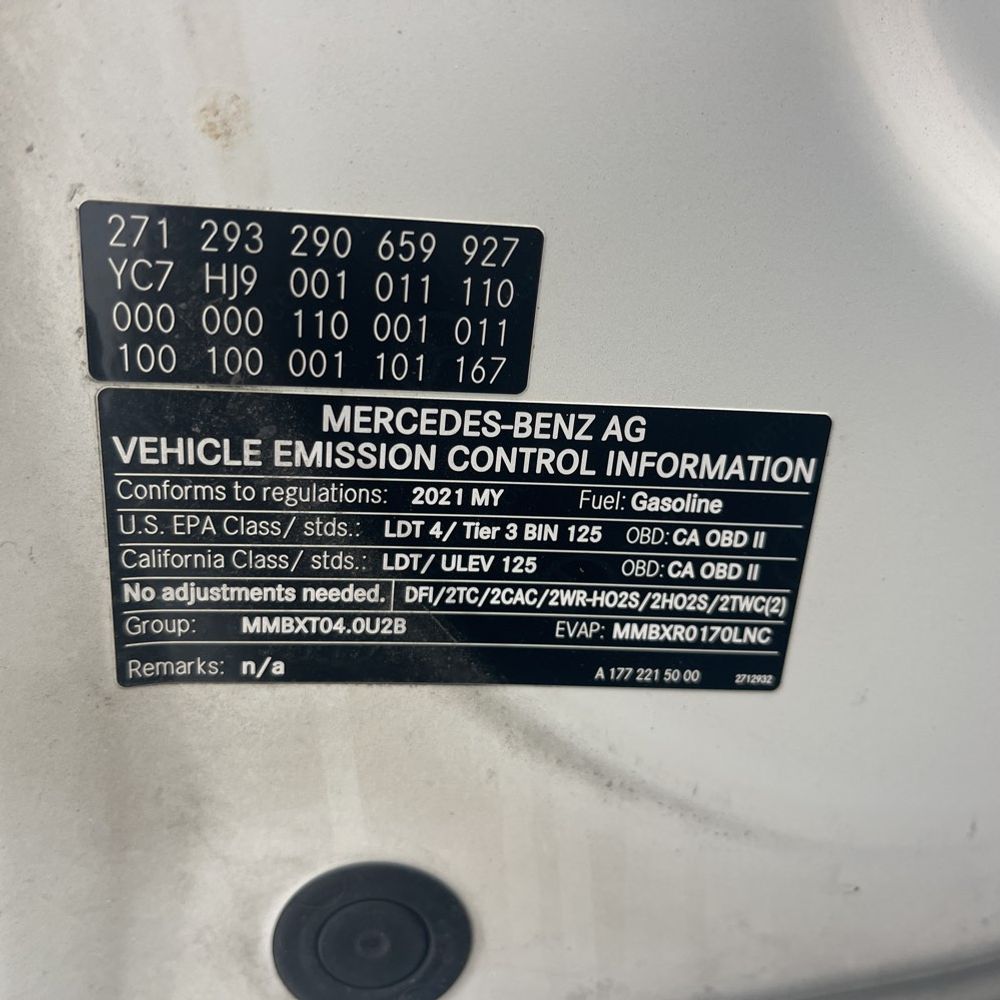 271 293 290 659 927
YC7 HJ9 001 011 110
000 000 110 001 011
100 100 001 101 167
MERCEDES-BENZ AG
VEHICLE EMISSION CONTROL INFORMATION
Conforms to regulations: 2021 MY Fuel: Gasoline
U.S. EPA Class/ stds.: LDT 4/ Tier 3 BIN 125 OBD: CA OBD II
California Class/ stds.: LDT/ ULEV 125 OBD: CA OBD II
No adjustments needed. DFI/2TC/2CAC/2WR-HO2S/2HO2S/2TWC(2)
Group: MMBXT04.0U2B EVAP: MMBXR0170LNC
Remarks: n/a A 177 221 50 00 2712932